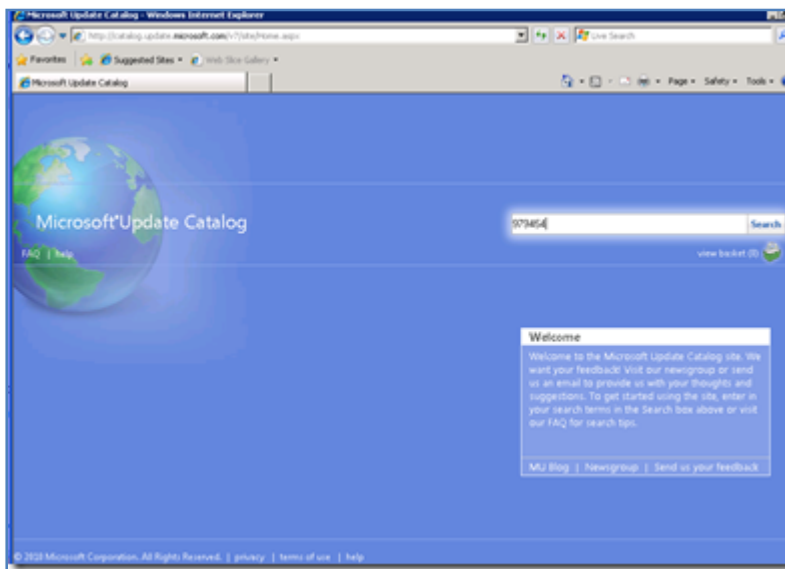 Microsoft Update Catalog - Windows Internet Explorer
http://catalog.update.microsoft.com/v7/site/Home.aspx
Live Search
Favorites Suggested Sites Web Slice Gallery
Microsoft Update Catalog
Page Safety Tools
Microsoft Update Catalog
979454 Search
FAQ | help
view basket (0)
Welcome
Welcome to the Microsoft Update Catalog site. We
want your feedback! Visit our newsgroup or send
us an email to provide us with your thoughts and
suggestions. To get started using the site, enter in
your search terms in the Search box above or visit
our FAQ for search tips.
MU Blog | Newsgroup | Send us your feedback
© 2010 Microsoft Corporation. All Rights Reserved. | privacy | terms of use | help